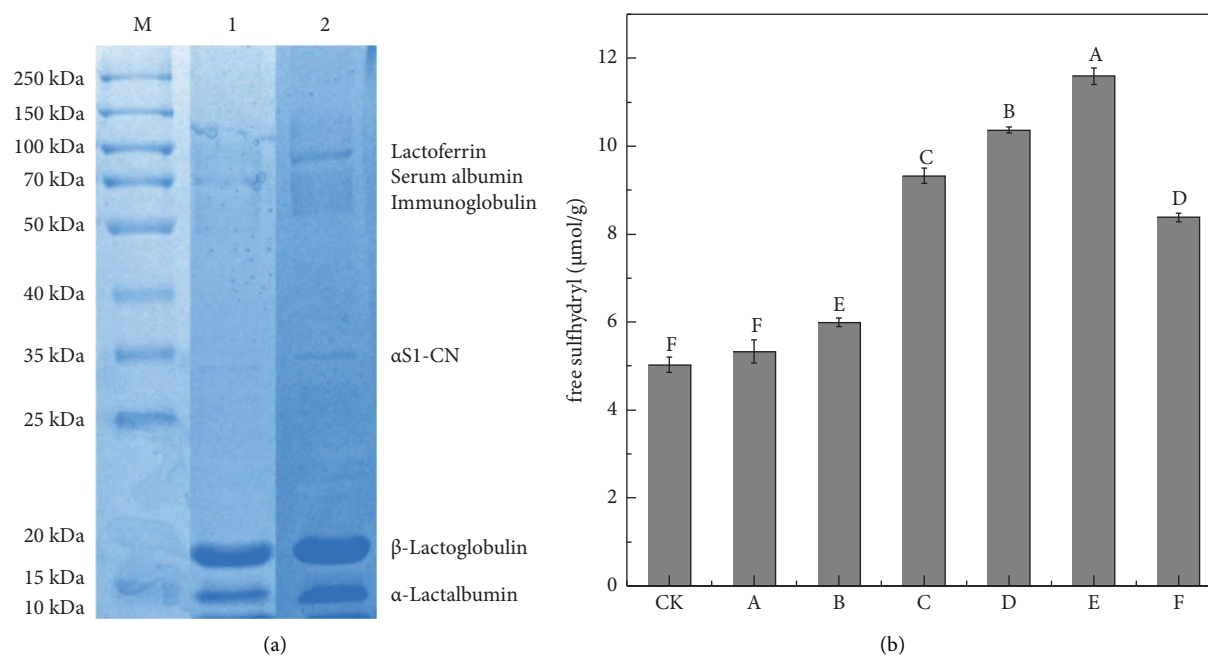 M 1 2
250 kDa
150 kDa
100 kDa
70 kDa
50 kDa
40 kDa
35 kDa
25 kDa
20 kDa
15 kDa
10 kDa
Lactoferrin
Serum albumin
Immunoglobulin
αS1-CN
β-Lactoglobulin
α-Lactalbumin
(a)
free sulfhydryl (μmol/g)
12
10
8
6
4
2
0
F F E C B A D
CK A B C D E F
(b)